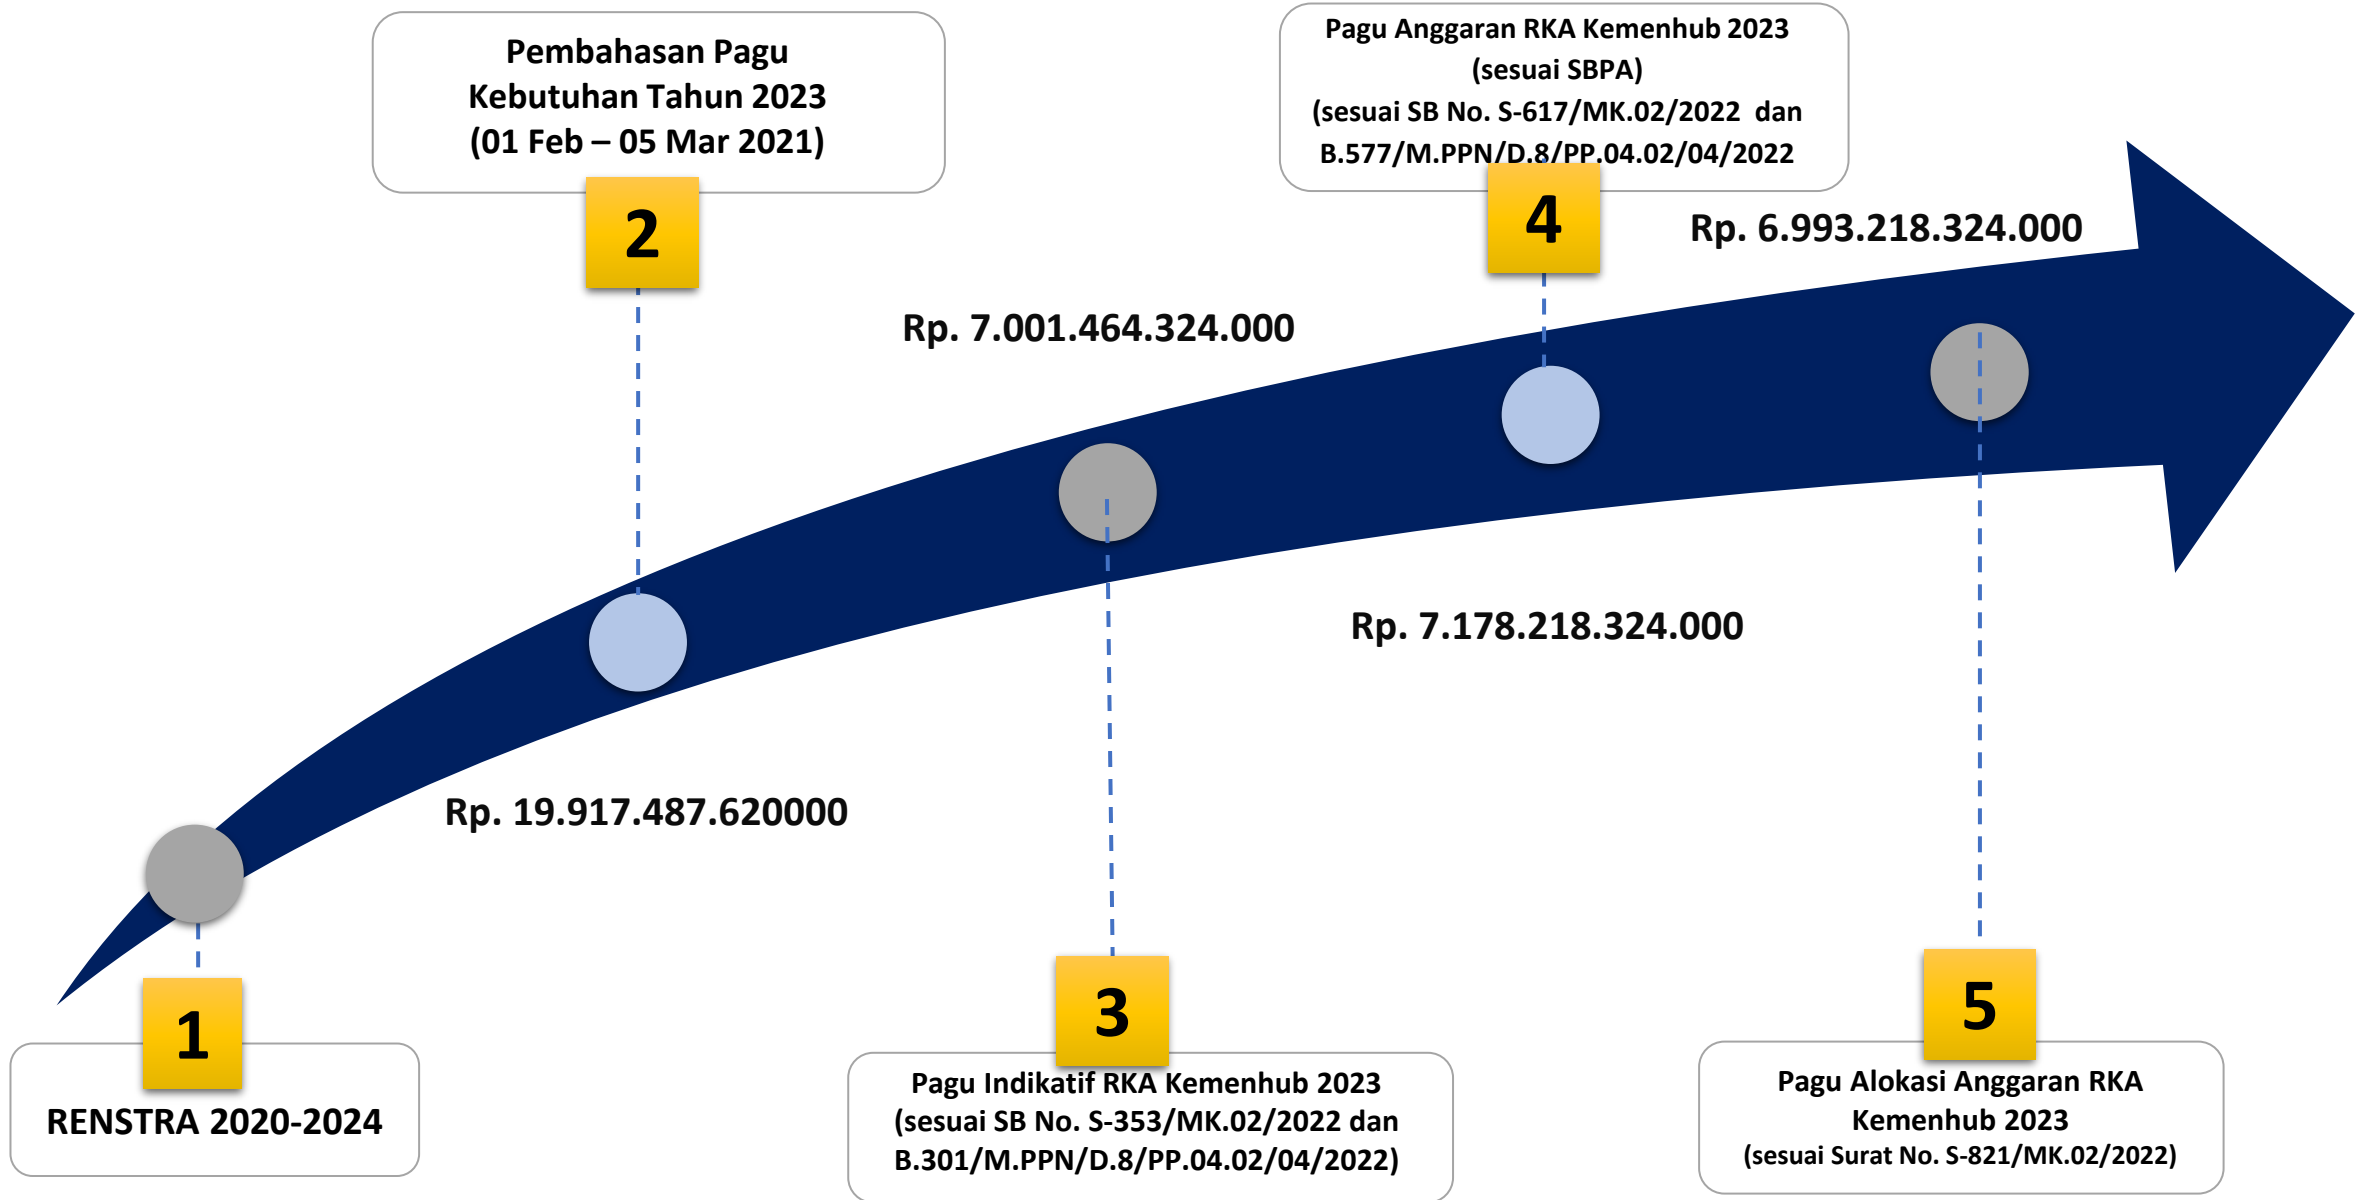 1
RENSTRA 2020-2024
Pembahasan Pagu
Kebutuhan Tahun 2023
(01 Feb – 05 Mar 2021)
2
Rp. 19.917.487.620000
Rp. 7.001.464.324.000
3
Pagu Indikatif RKA Kemenhub 2023
(sesuai SB No. S-353/MK.02/2022 dan
B.301/M.PPN/D.8/PP.04.02/04/2022)
Pagu Anggaran RKA Kemenhub 2023
(sesuai SBPA)
(sesuai SB No. S-617/MK.02/2022 dan
B.577/M.PPN/D.8/PP.04.02/04/2022
4
Rp. 7.178.218.324.000
Rp. 6.993.218.324.000
5
Pagu Alokasi Anggaran RKA
Kemenhub 2023
(sesuai Surat No. S-821/MK.02/2022)